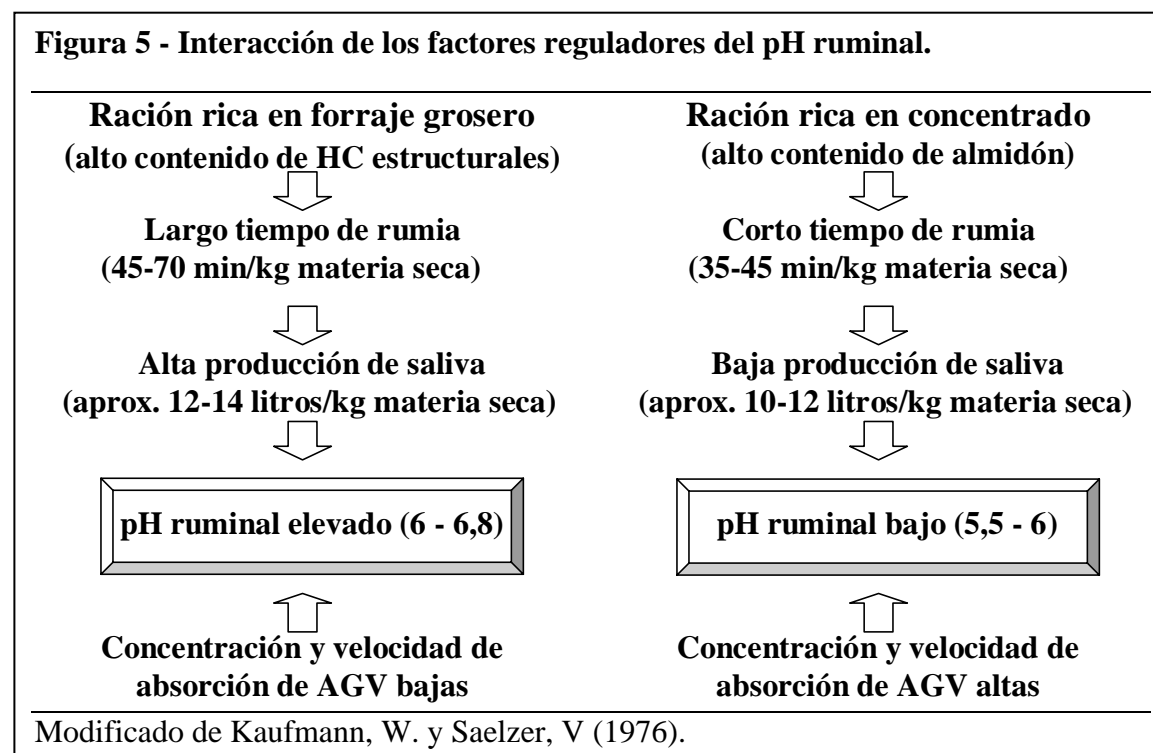 Figura 5 - Interacción de los factores reguladores del pH ruminal.
Ración rica en forraje grosero
(alto contenido de HC estructurales)
Largo tiempo de rumia
(45-70 min/kg materia seca)
Alta producción de saliva
(aprox. 12-14 litros/kg materia seca)
pH ruminal elevado (6 - 6,8)
Concentración y velocidad de
absorción de AGV bajas
Ración rica en concentrado
(alto contenido de almidón)
Corto tiempo de rumia
(35-45 min/kg materia seca)
Baja producción de saliva
(aprox. 10-12 litros/kg materia seca)
pH ruminal bajo (5,5 - 6)
Concentración y velocidad de
absorción de AGV altas
Modificado de Kaufmann, W. y Saelzer, V (1976).